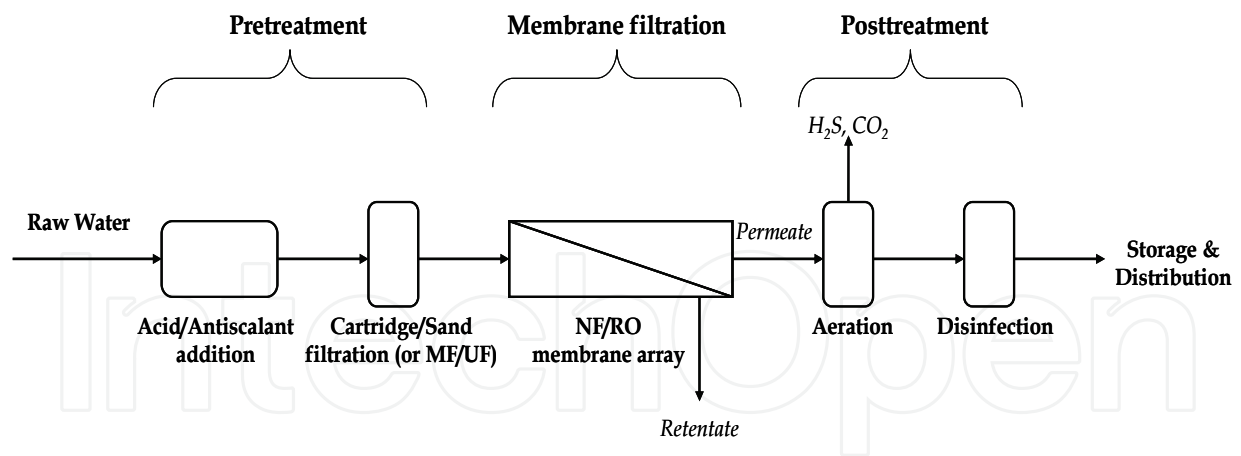 Pretreatment
Membrane filtration
Posttreatment
H₂S, CO₂
Raw Water
Permeate
Storage &
Distribution
Acid/Antiscalant
addition
Cartridge/Sand
filtration (or MF/UF)
NF/RO
membrane array
Aeration
Disinfection
Retentate
IntechOpen